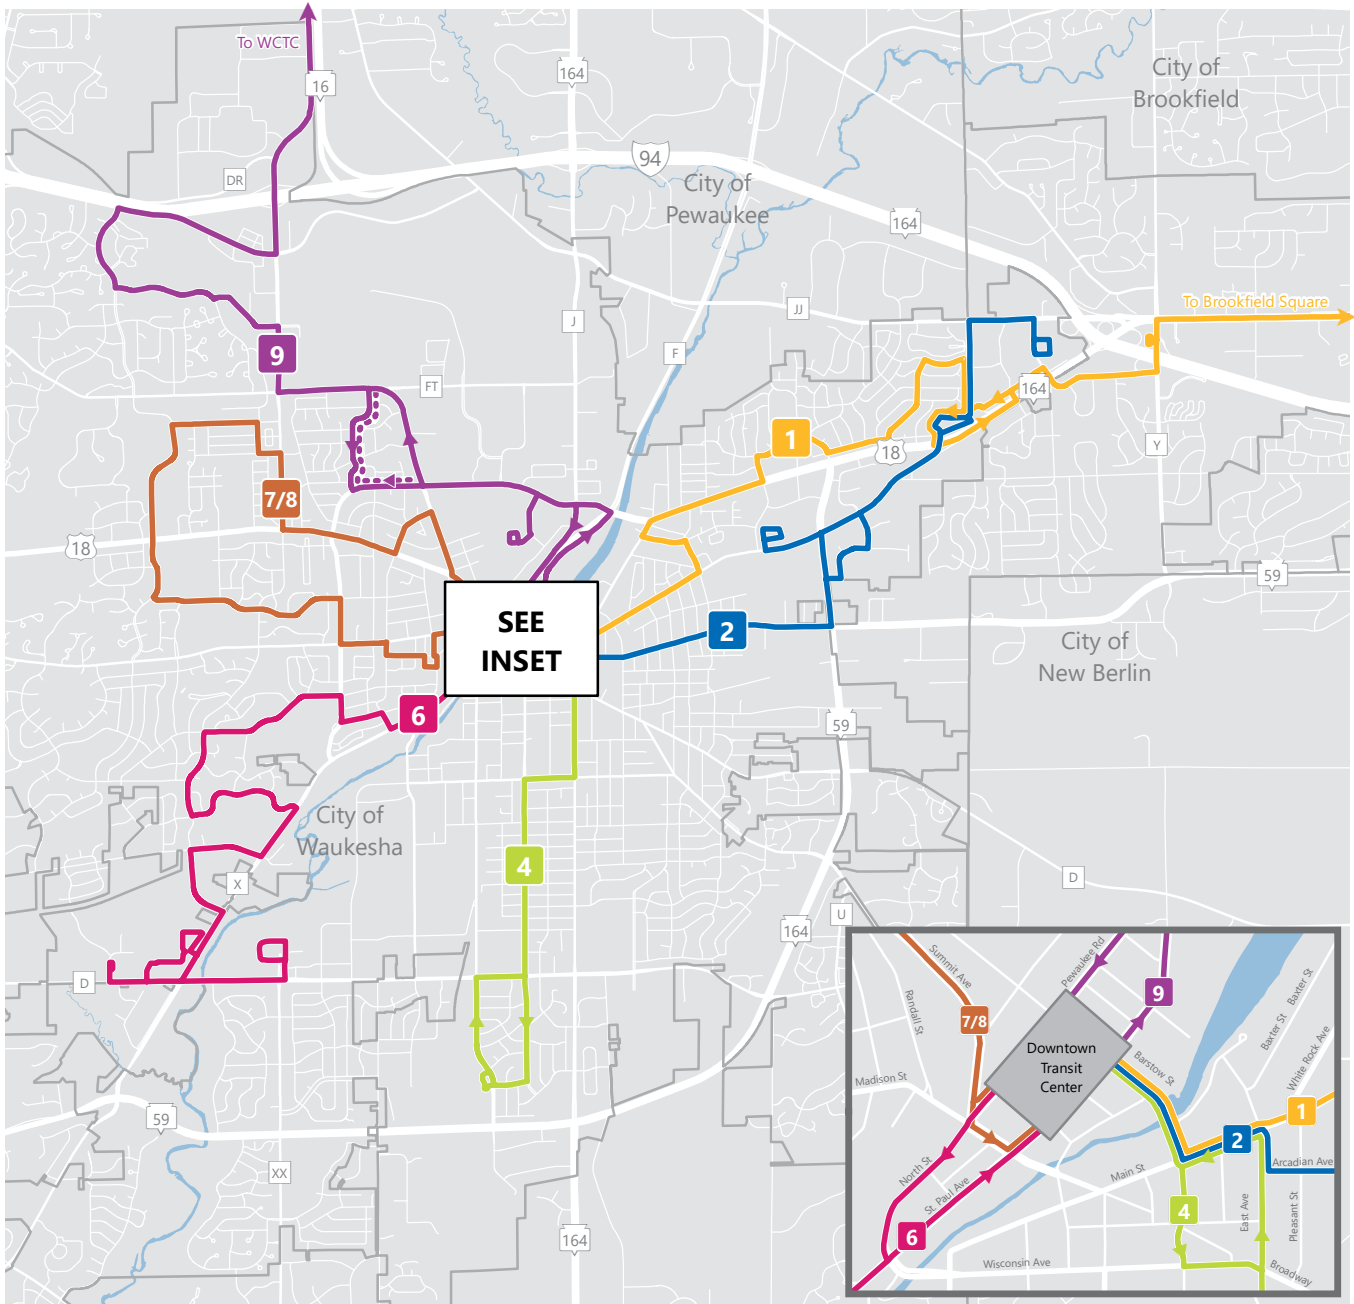 To WCTC
16
164
City of
Brookfield
94
DR
City of
Pewaukee
164
To Brookfield Square
JJ
J
9
F
FT
164
1
18
Y
7/8
18
59
SEE
INSET
2
City of
New Berlin
6
59
City of
Waukesha
4
X
D
U
164
D
59
XX
164
Summit Ave
Pewaukee Rd
Randall St
9
7/8
Baxter St
Baxter St
White Rock Ave
Downtown
Transit
Center
Barstow St
Madison St
1
2
Arcadian Ave
North St
Main St
St. Paul Ave
4
East Ave
Pleasant St
6
Wisconsin Ave
Broadway